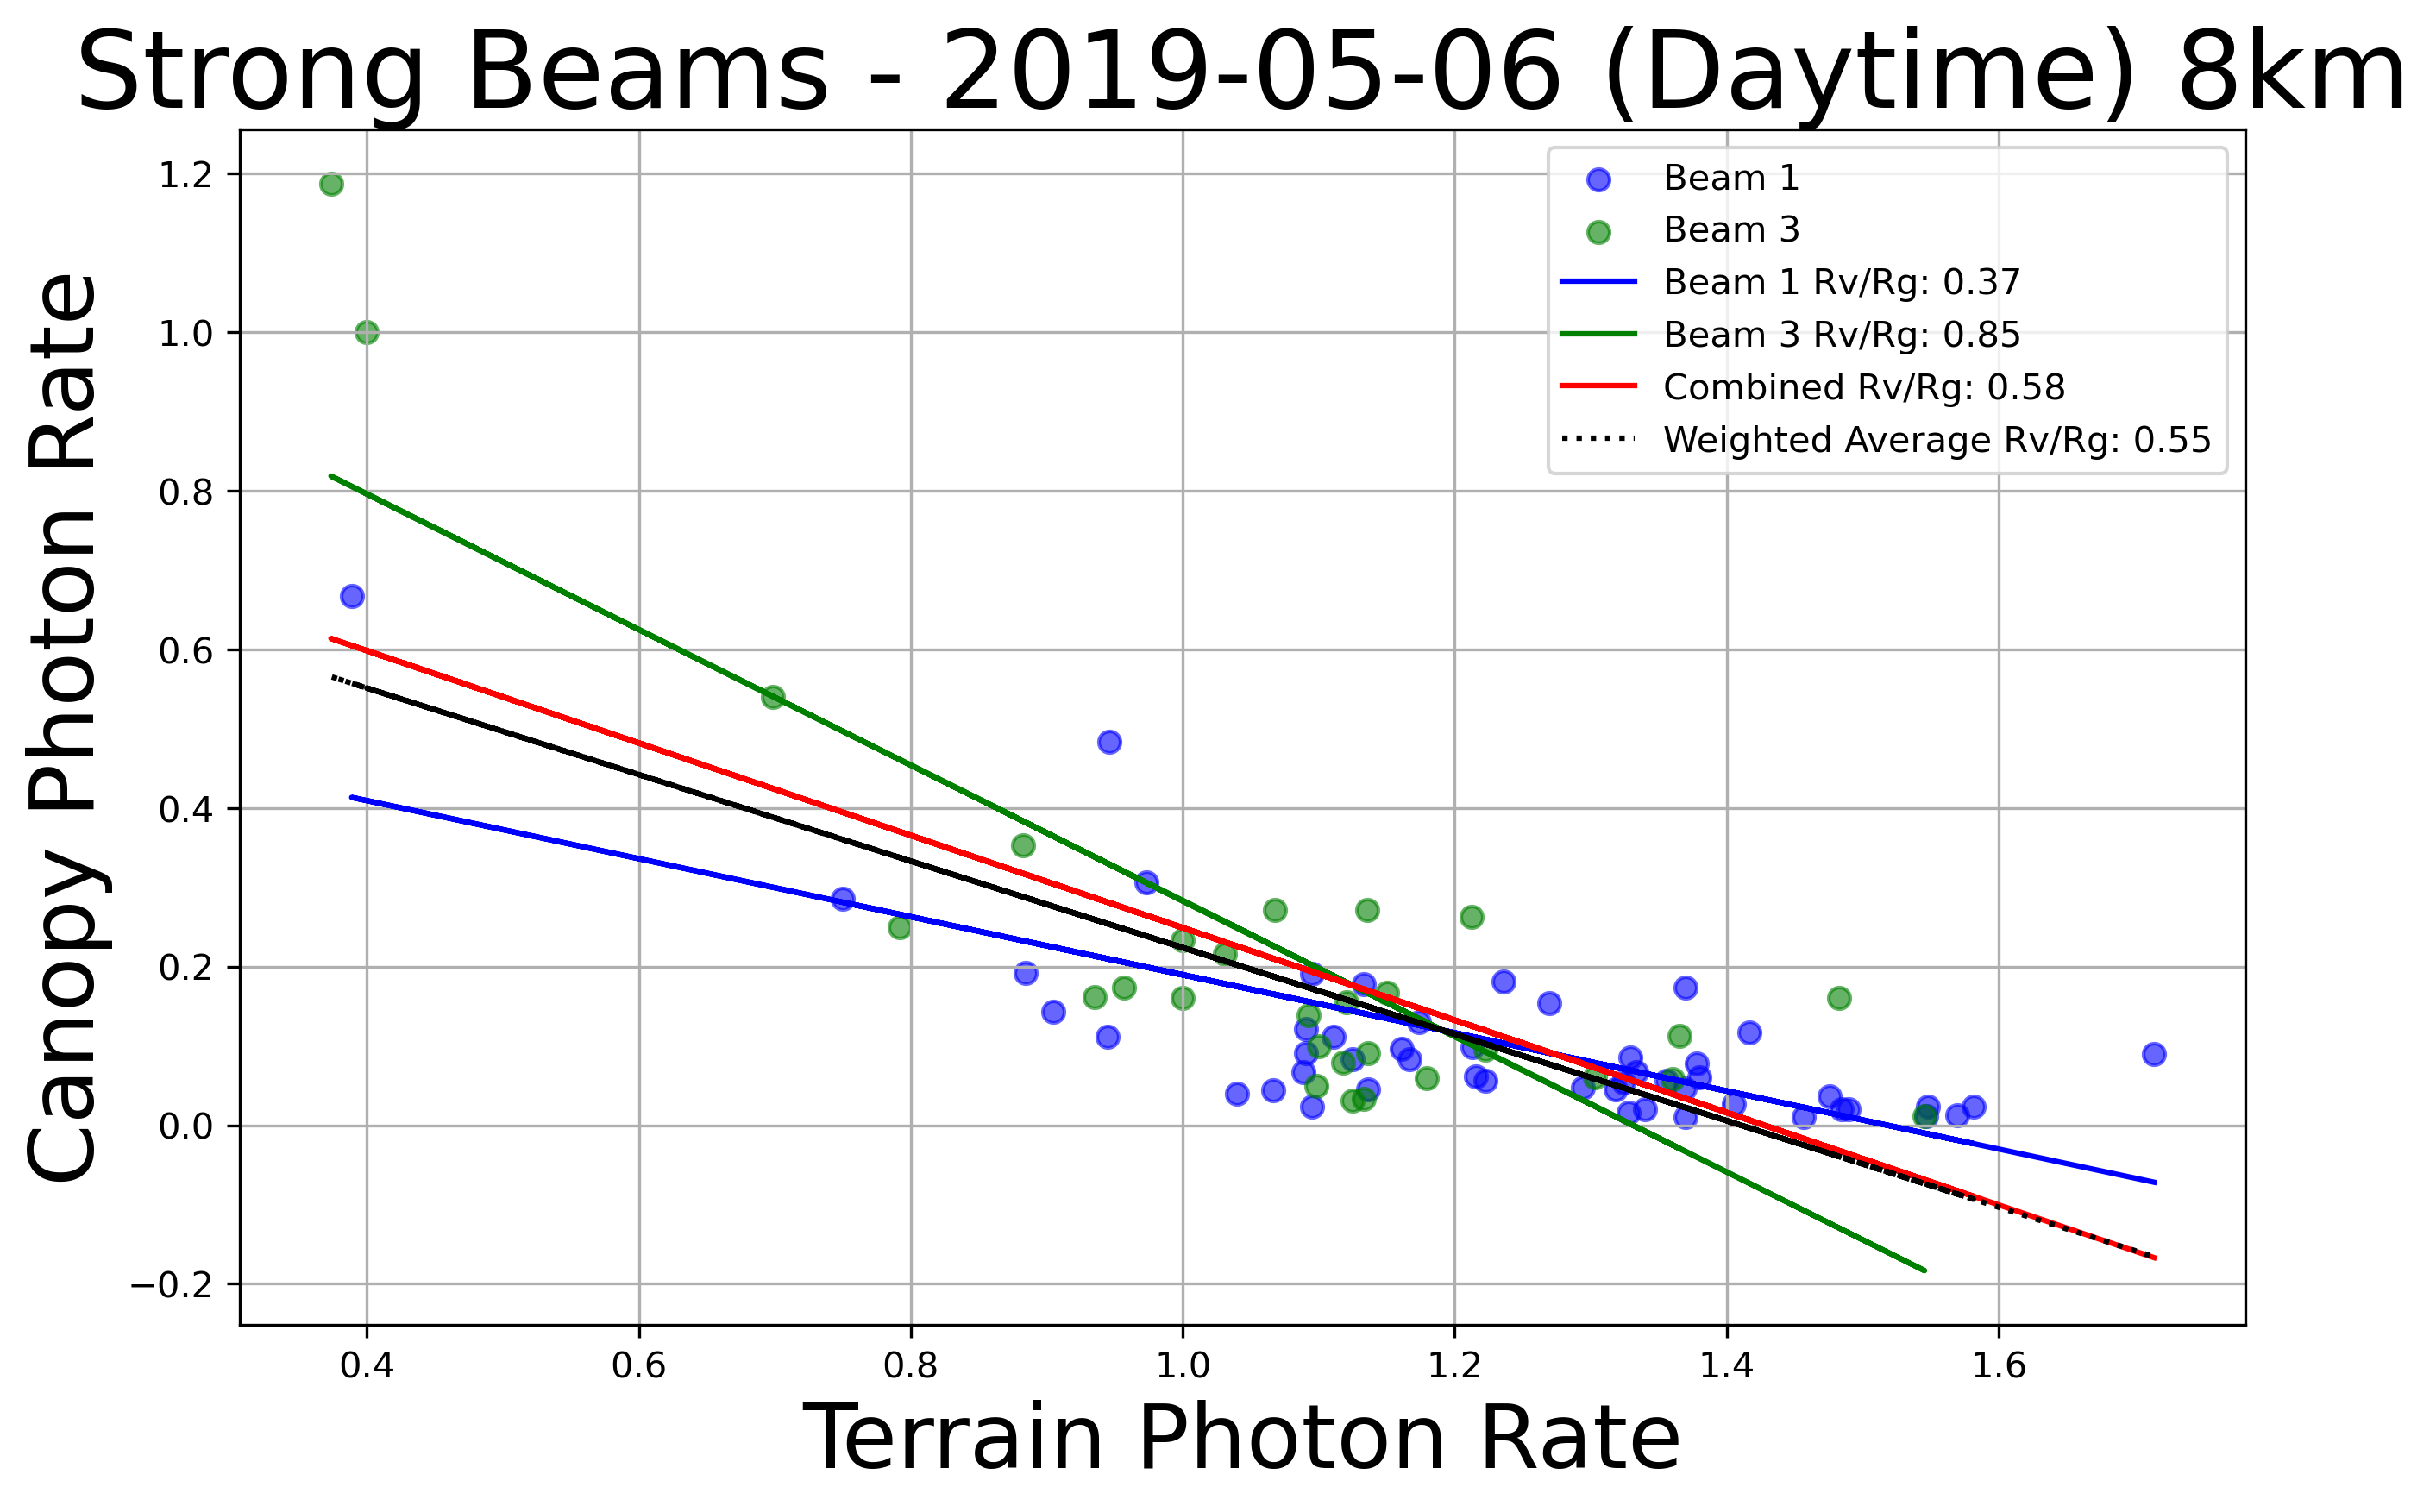 Strong Beams - 2019-05-06 (Daytime) 8km
Canopy Photon Rate
1.2
1.0
0.8
0.6
0.4
0.2
0.0
−0.2
Beam 1
Beam 3
Beam 1 Rv/Rg: 0.37
Beam 3 Rv/Rg: 0.85
Combined Rv/Rg: 0.58
Weighted Average Rv/Rg: 0.55
0.4 0.6 0.8 1.0 1.2 1.4 1.6
Terrain Photon Rate